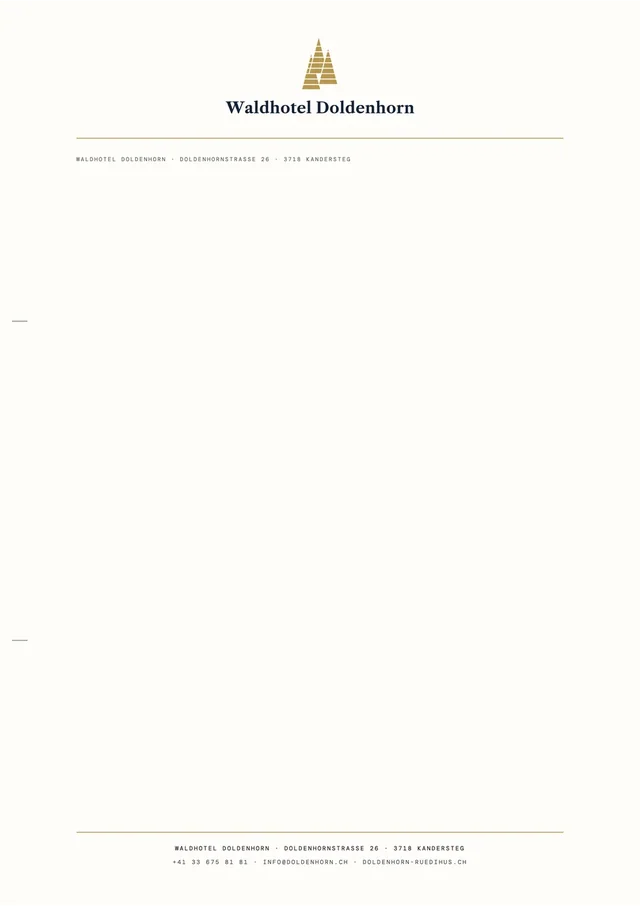 Waldhotel Doldenhorn
WALDHOTEL DOLDENHORN · DOLDENHORNSTRASSE 26 · 3718 KANDERSTEG
WALDHOTEL DOLDENHORN · DOLDENHORNSTRASSE 26 · 3718 KANDERSTEG
+41 33 675 81 81 · INFO@DOLDENHORN.CH · DOLDENHORN-RUEDIHUS.CH